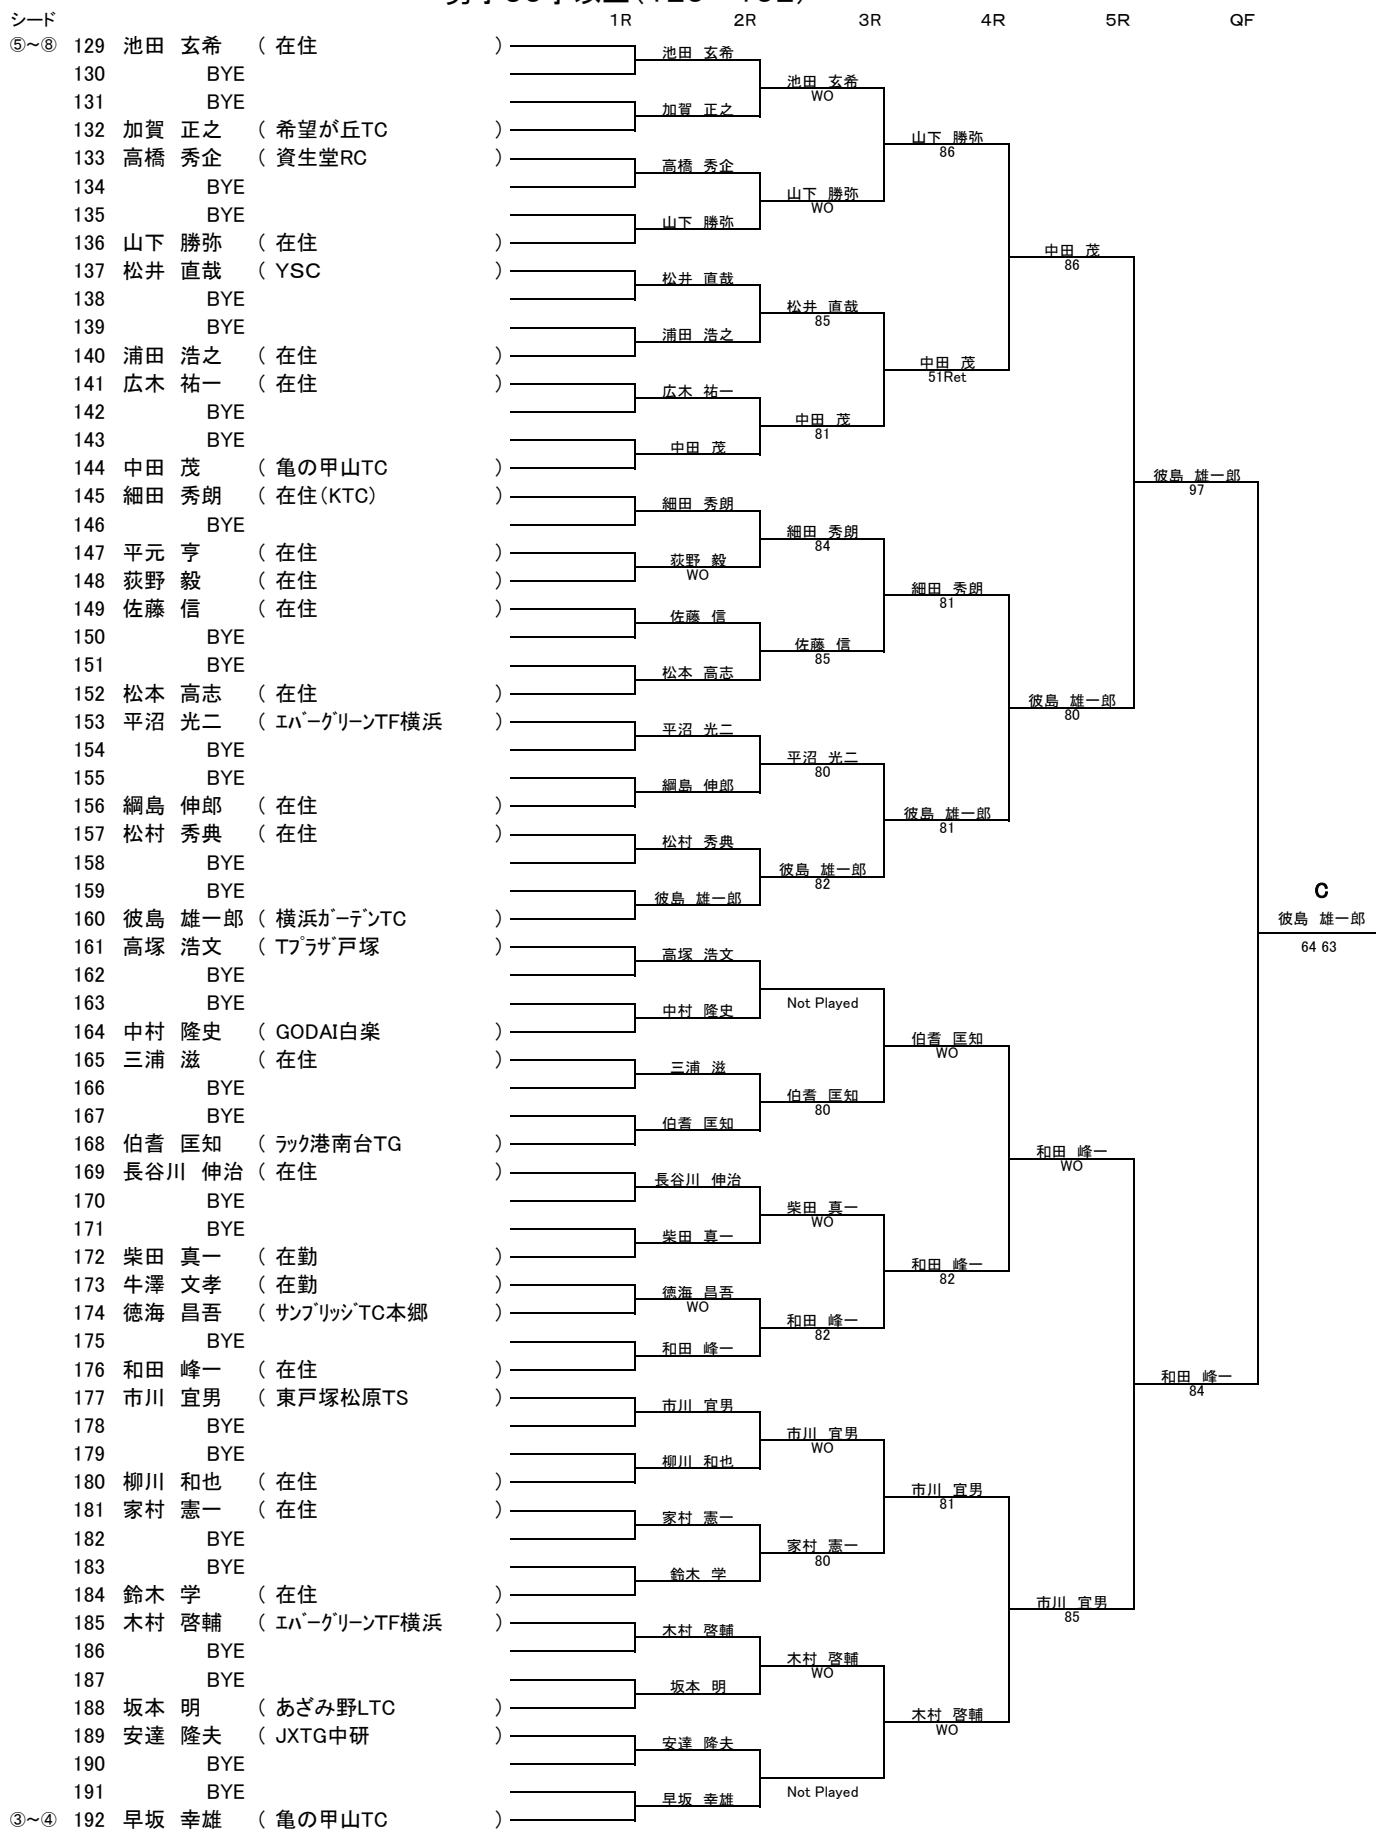 シード 1R 2R 3R 4R 5R QF
⑤~⑧ 129 池田 玄希 ( 在住 )
池田 玄希
130 BYE
池田 玄希
WO
131 BYE
加賀 正之
132 加賀 正之 ( 希望が丘TC )
山下 勝弥
86
133 高橋 秀企 ( 資生堂RC )
高橋 秀企
134 BYE
山下 勝弥
WO
135 BYE
山下 勝弥
136 山下 勝弥 ( 在住 )
中田 茂
86
137 松井 直哉 ( YSC )
松井 直哉
138 BYE
松井 直哉
85
139 BYE
浦田 浩之
140 浦田 浩之 ( 在住 )
中田 茂
51Ret
141 広木 祐一 ( 在住 )
広木 祐一
142 BYE
中田 茂
81
143 BYE
中田 茂
144 中田 茂 ( 亀の甲山TC )
彼島 雄一郎
97
145 細田 秀朗 ( 在住(KTC) )
細田 秀朗
146 BYE
細田 秀朗
84
147 平元 亨 ( 在住 )
荻野 毅
WO
148 荻野 毅 ( 在住 )
細田 秀朗
81
149 佐藤 信 ( 在住 )
佐藤 信
150 BYE
佐藤 信
85
151 BYE
松本 高志
152 松本 高志 ( 在住 )
彼島 雄一郎
80
153 平沼 光二 ( エバーグリーンTF横浜 )
平沼 光二
154 BYE
平沼 光二
80
155 BYE
綱島 伸郎
156 綱島 伸郎 ( 在住 )
彼島 雄一郎
81
157 松村 秀典 ( 在住 )
松村 秀典
158 BYE
彼島 雄一郎
82
159 BYE
彼島 雄一郎
C
160 彼島 雄一郎 ( 横浜ガーデンTC )
彼島 雄一郎
64 63
161 高塚 浩文 ( Tプラザ戸塚 )
高塚 浩文
162 BYE
Not Played
163 BYE
中村 隆史
164 中村 隆史 ( GODAI白楽 )
伯耆 匡知
WO
165 三浦 滋 ( 在住 )
三浦 滋
166 BYE
伯耆 匡知
80
167 BYE
伯耆 匡知
168 伯耆 匡知 ( ラック港南台TG )
和田 峰一
WO
169 長谷川 伸治 ( 在住 )
長谷川 伸治
170 BYE
柴田 真一
WO
171 BYE
柴田 真一
172 柴田 真一 ( 在勤 )
和田 峰一
82
173 牛澤 文孝 ( 在勤 )
徳海 昌吾
WO
174 徳海 昌吾 ( サンブリッジTC本郷 )
和田 峰一
82
175 BYE
和田 峰一
176 和田 峰一 ( 在住 )
和田 峰一
84
177 市川 宜男 ( 東戸塚松原TS )
市川 宜男
178 BYE
市川 宜男
WO
179 BYE
柳川 和也
180 柳川 和也 ( 在住 )
市川 宜男
81
181 家村 憲一 ( 在住 )
家村 憲一
182 BYE
家村 憲一
80
183 BYE
鈴木 学
184 鈴木 学 ( 在住 )
市川 宜男
85
185 木村 啓輔 ( エバーグリーンTF横浜 )
木村 啓輔
186 BYE
木村 啓輔
WO
187 BYE
坂本 明
188 坂本 明 ( あざみ野LTC )
木村 啓輔
WO
189 安達 隆夫 ( JXTG中研 )
安達 隆夫
190 BYE
Not Played
191 BYE
早坂 幸雄
③~④ 192 早坂 幸雄 ( 亀の甲山TC )